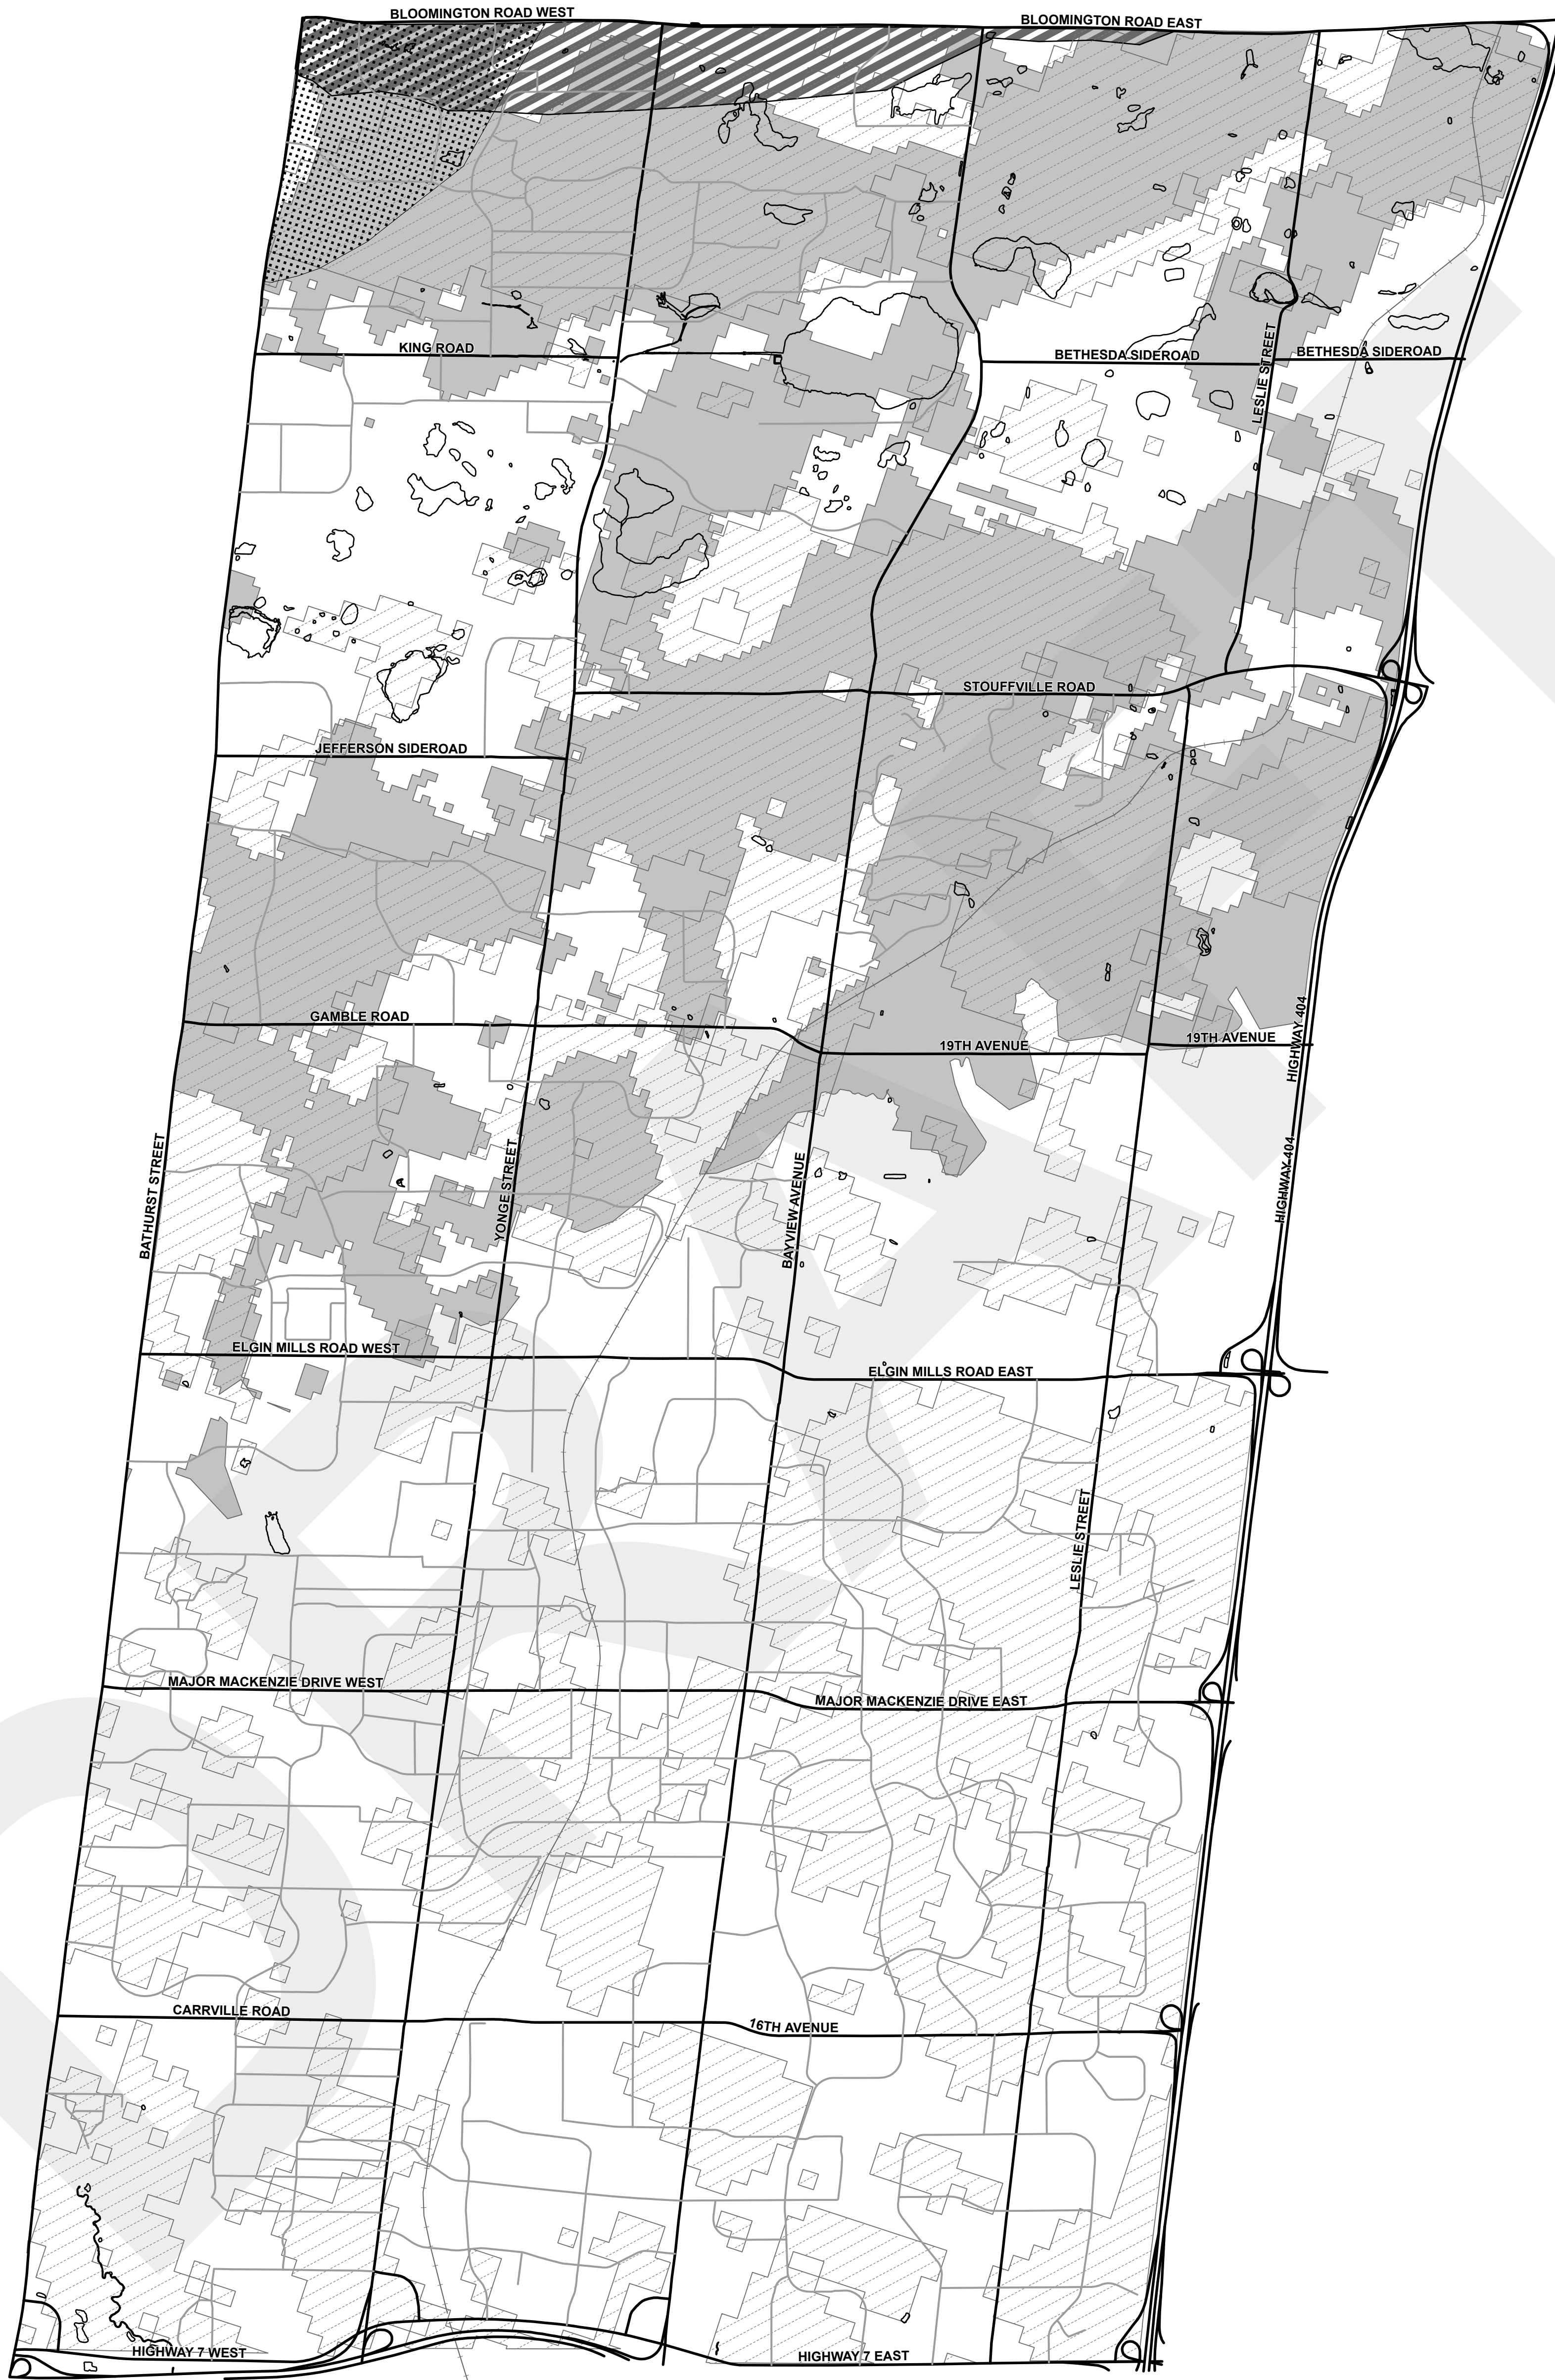 BLOOMINGTON ROAD WEST
BLOOMINGTON ROAD EAST
KING ROAD
BETHESDA SIDEROAD
BETHESDA SIDEROAD
LESLIE STREET
STOUFFVILLE ROAD
JEFFERSON SIDEROAD
GAMBLE ROAD
19TH AVENUE
19TH AVENUE
HIGHWAY 404
HIGHWAY 404
BATHURST STREET
YONGE STREET
BAYVIEW AVENUE
ELGIN MILLS ROAD WEST
ELGIN MILLS ROAD EAST
LESLIE STREET
MAJOR MACKENZIE DRIVE WEST
MAJOR MACKENZIE DRIVE EAST
CARRVILLE ROAD
16TH AVENUE
HIGHWAY 7 WEST
HIGHWAY 7 EAST
DRAFT